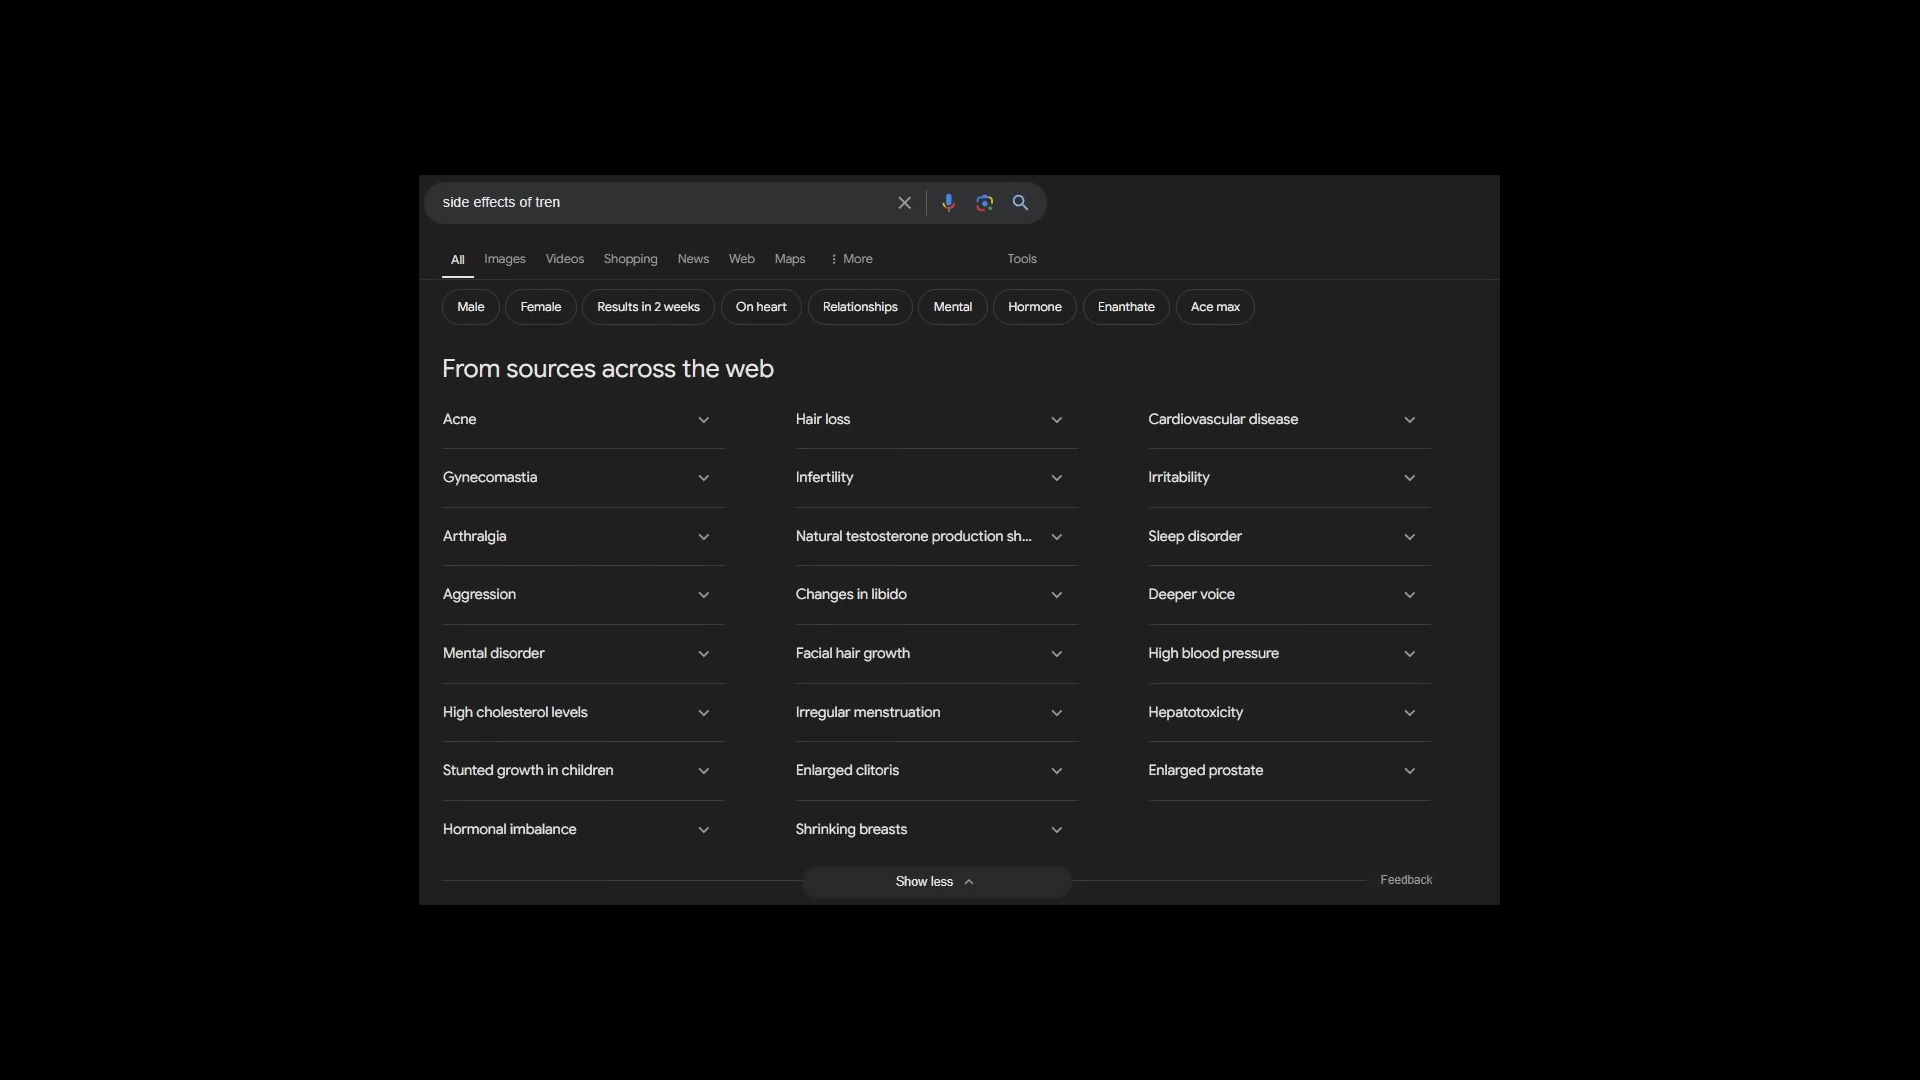 side effects of tren
All Images Videos Shopping News Web Maps More Tools
Male Female Results in 2 weeks On heart Relationships Mental Hormone Enanthate Ace max
From sources across the web
Acne Hair loss Cardiovascular disease
Gynecomastia Infertility Irritability
Arthralgia Natural testosterone production sh... Sleep disorder
Aggression Changes in libido Deeper voice
Mental disorder Facial hair growth High blood pressure
High cholesterol levels Irregular menstruation Hepatotoxicity
Stunted growth in children Enlarged clitoris Enlarged prostate
Hormonal imbalance Shrinking breasts
Show less Feedback